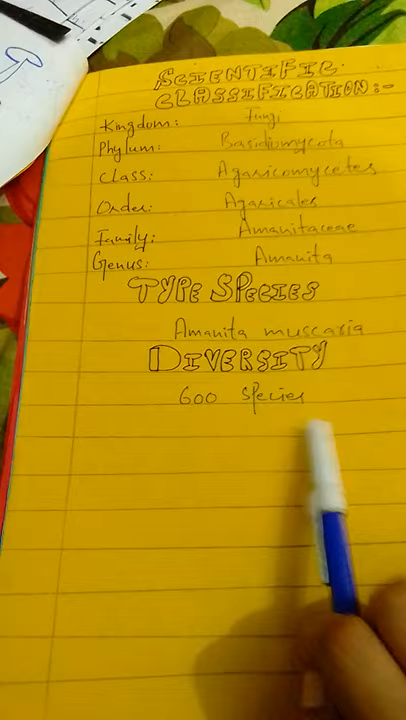 SCIENTIFIC
CLASSIFICATION:-
Kingdom: Fungi
Phylum: Basidiomycota
Class: Agaricomycetes
Order: Agaricales
Family: Amanitaceae
Genus: Amanita
TYPE SPECIES
Amanita muscaria
DIVERSITY
600 species